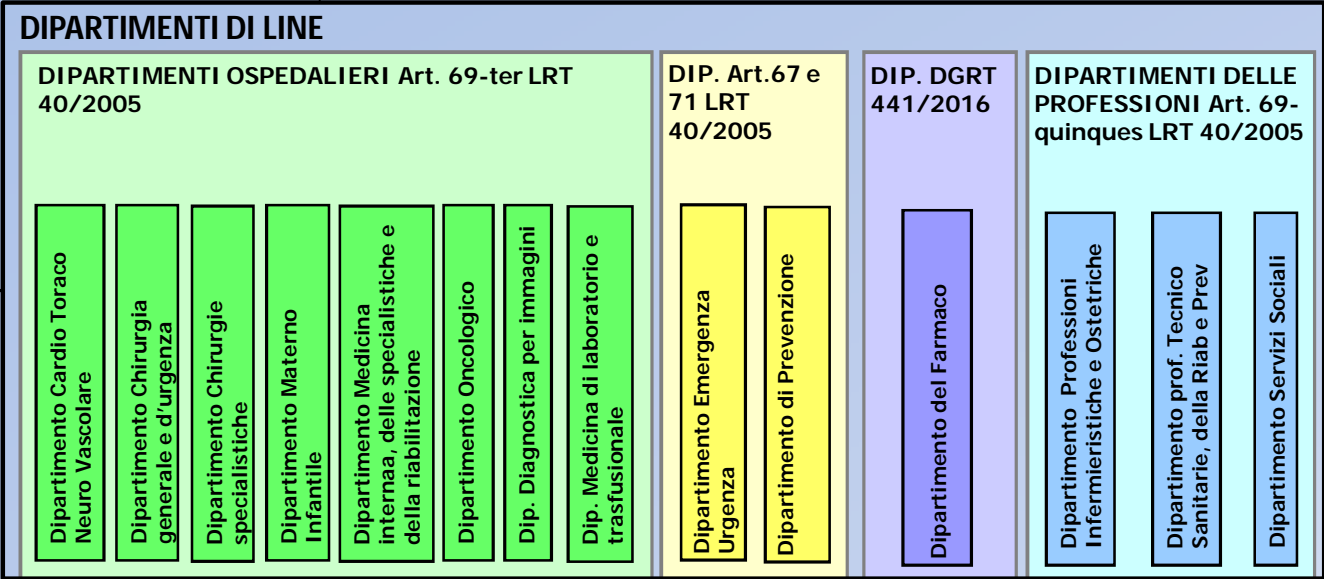 DIPARTIMENTI DI LINE
DIPARTIMENTI OSPEDALIERI Art. 69-ter LRT
40/2005
Dipartimento Cardio Toraco
Neuro Vascolare
Dipartimento Chirurgia
generale e d'urgenza
Dipartimento Chirurgie
specialistiche
Dipartimento Materno
Infantile
Dipartimento Medicina
internaa, delle specialistiche e
della riabilitazione
Dipartimento Oncologico
Dip. Diagnostica per immagini
Dip. Medicina di laboratorio e
trasfusionale
DIP. Art.67 e
71 LRT
40/2005
Dipartimento Emergenza
Urgenza
Dipartimento di Prevenzione
DIP. DGRT
441/2016
Dipartimento del Farmaco
DIPARTIMENTI DELLE
PROFESSIONI Art. 69-
quinques LRT 40/2005
Dipartimento Professioni
Infermieristiche e Ostetriche
Dipartimento prof. Tecnico
Sanitarie, della Riab e Prev
Dipartimento Servizi Sociali